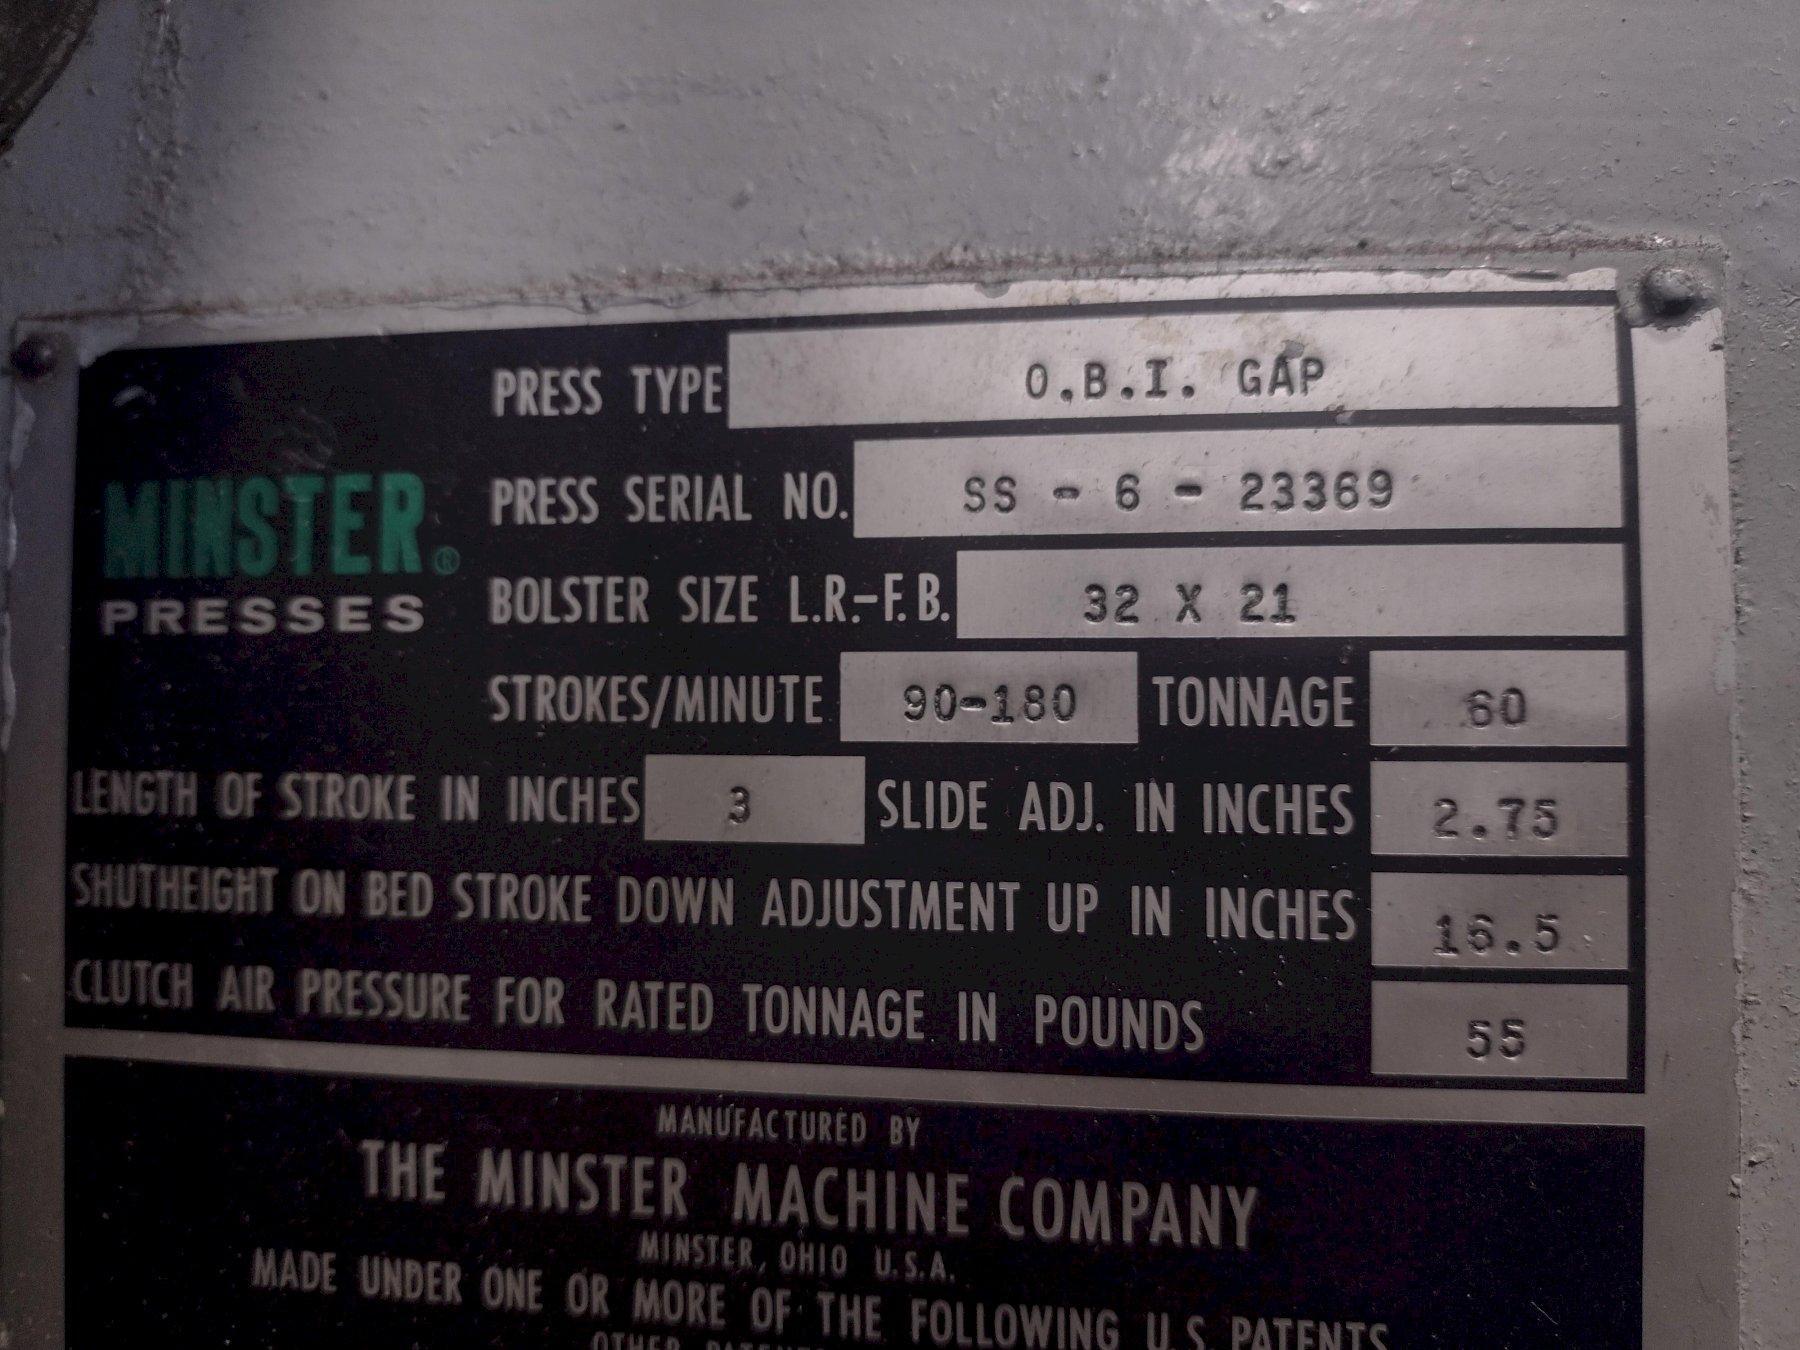 PRESS TYPE O.B.I. GAP
MINSTER®
PRESSES
PRESS SERIAL NO. SS - 6 - 23369
BOLSTER SIZE L.R.-F.B. 32 X 21
STROKES/MINUTE 90-180 TONNAGE 60
LENGTH OF STROKE IN INCHES 3 SLIDE ADJ. IN INCHES 2.75
SHUTHEIGHT ON BED STROKE DOWN ADJUSTMENT UP IN INCHES 16.5
CLUTCH AIR PRESSURE FOR RATED TONNAGE IN POUNDS 55
MANUFACTURED BY
THE MINSTER MACHINE COMPANY
MINSTER, OHIO U.S.A.
MADE UNDER ONE OR MORE OF THE FOLLOWING U.S. PATENTS
OTHER